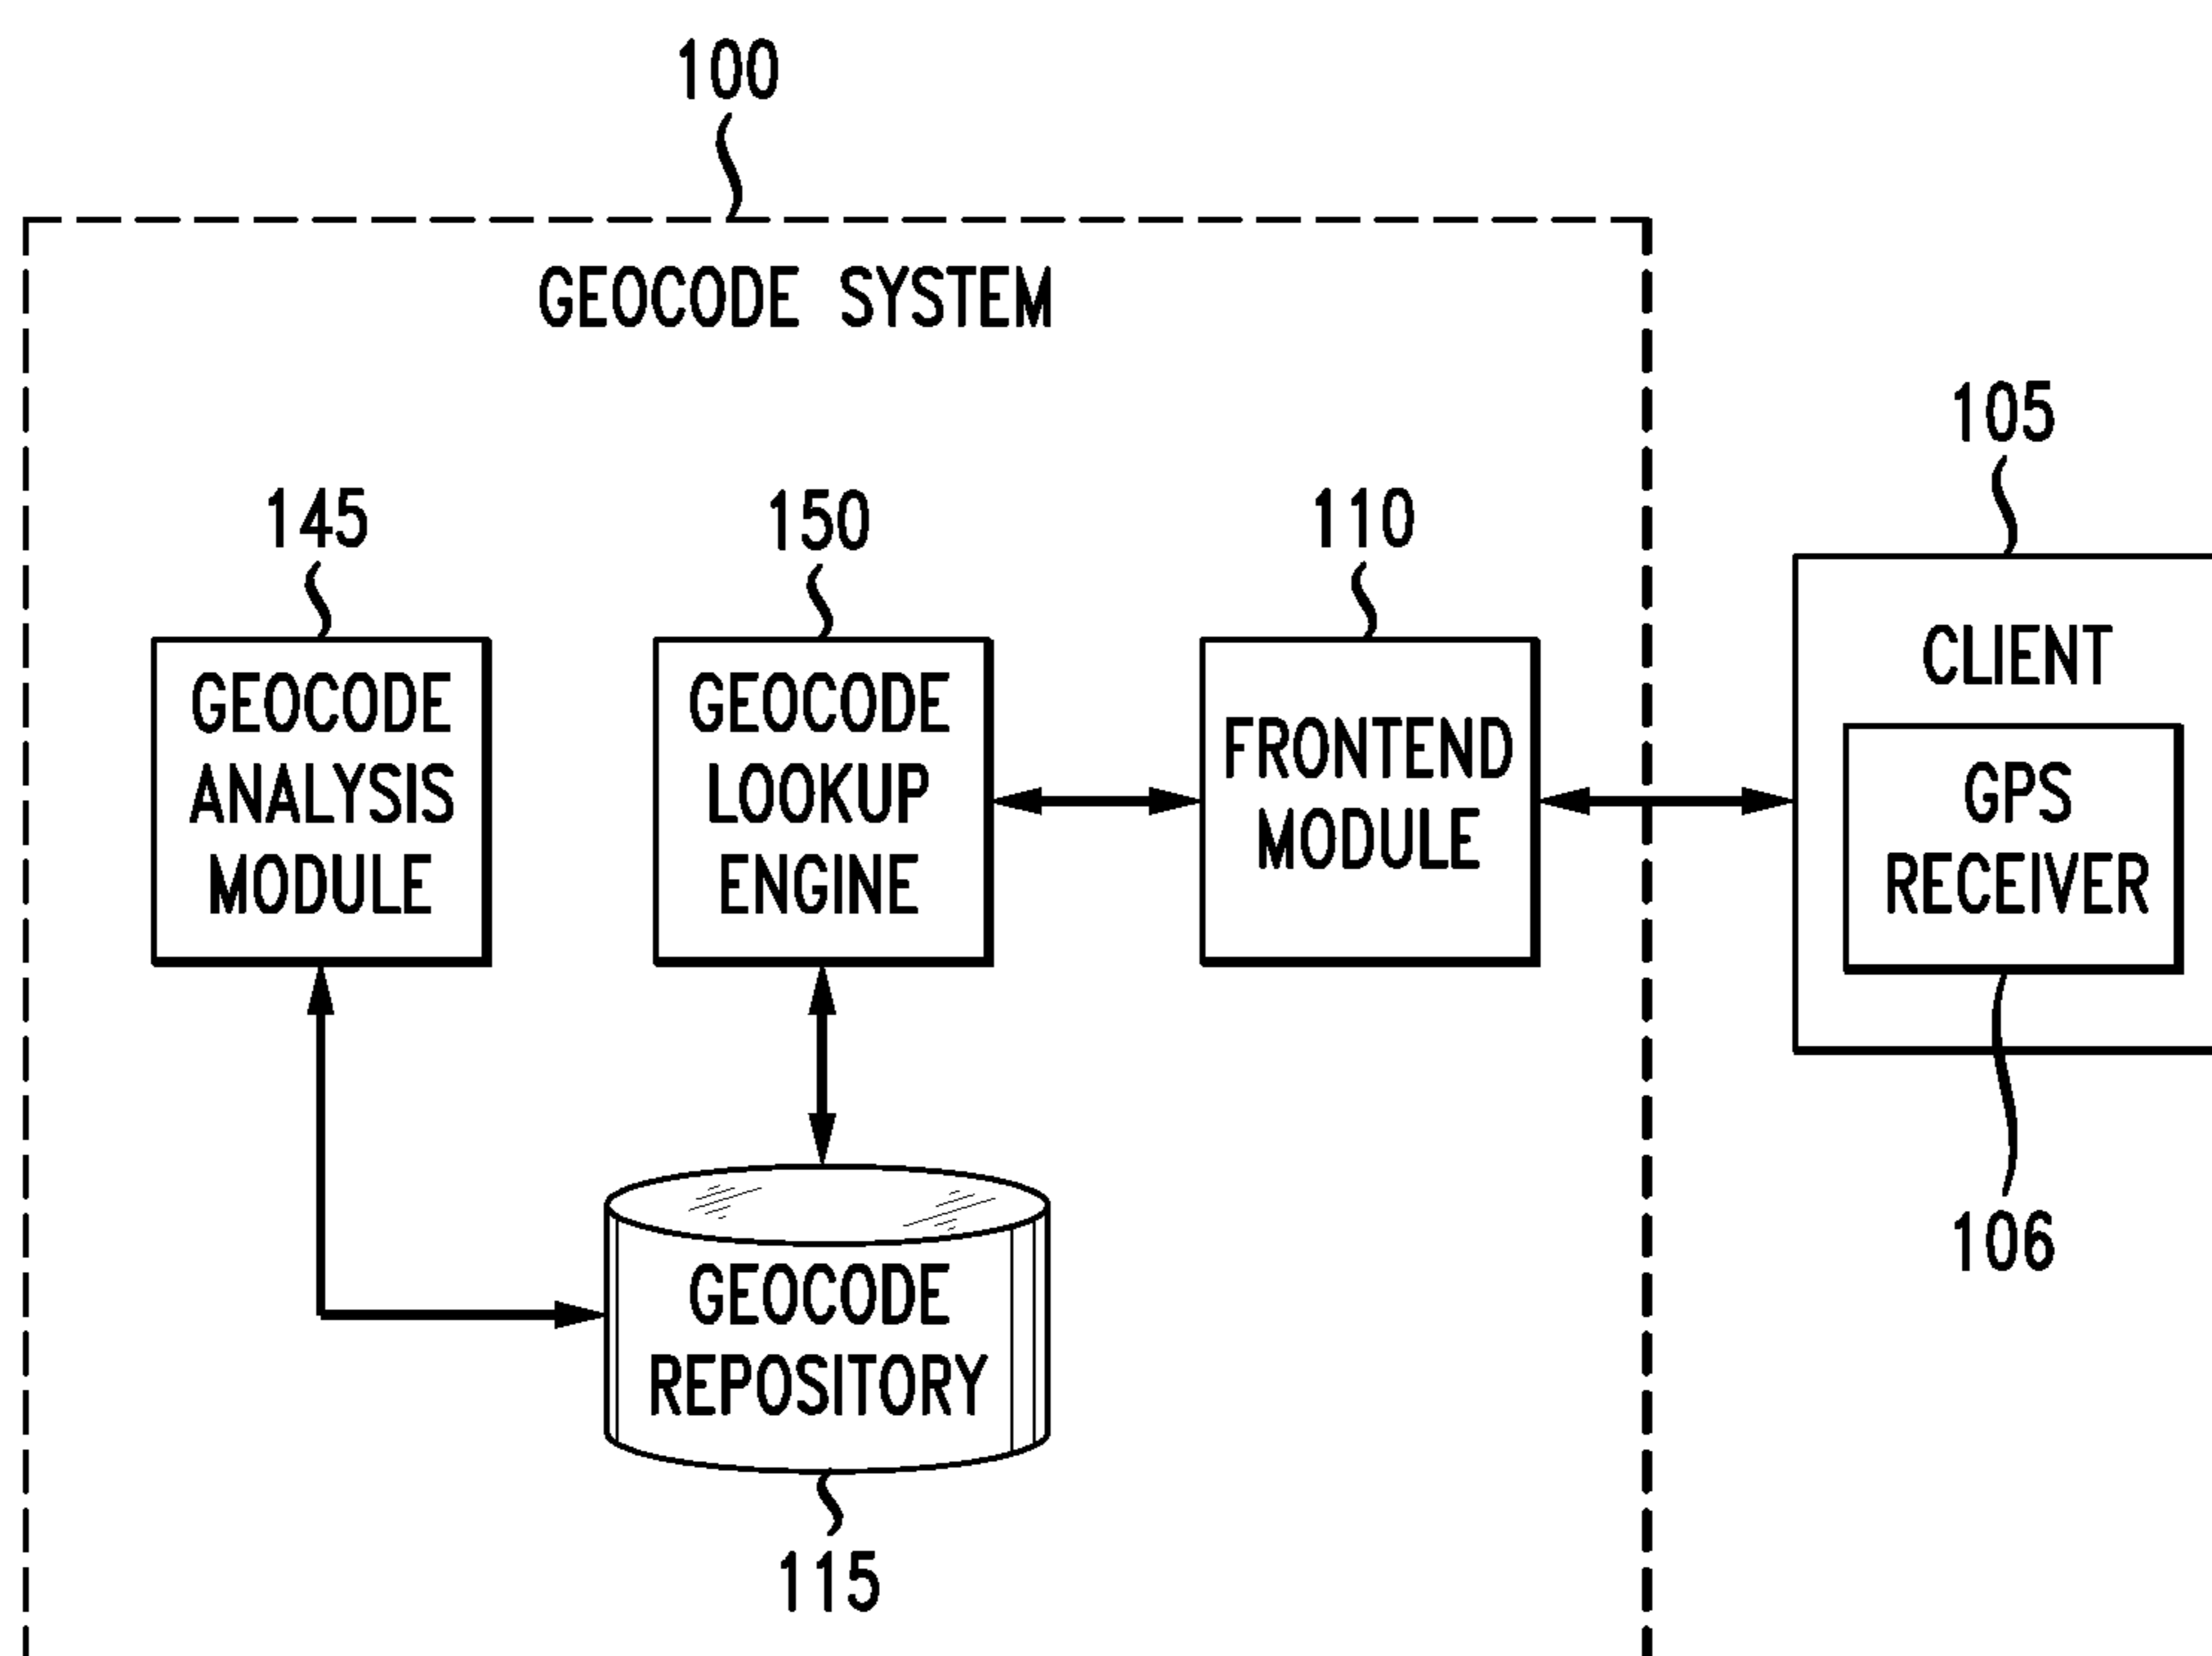 100
GEOCODE SYSTEM
105
145
150
110
GEOCODE
ANALYSIS
MODULE
GEOCODE
LOOKUP
ENGINE
FRONTEND
MODULE
CLIENT
GPS
RECEIVER
106
GEOCODE
REPOSITORY
115